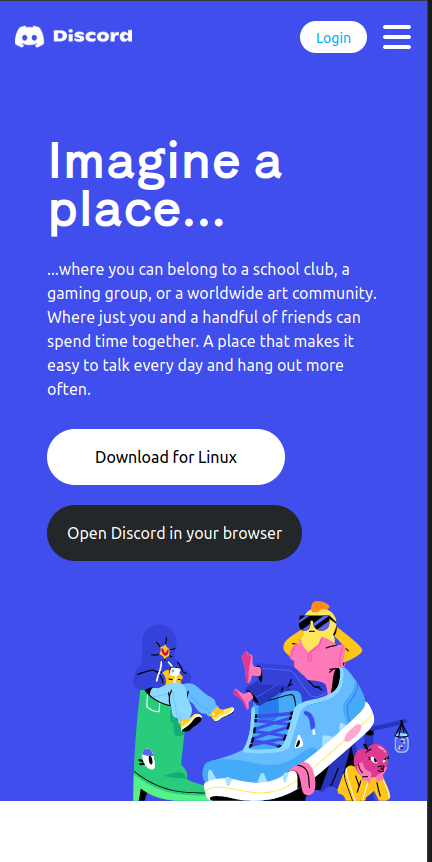 Discord
Login
Imagine a
place...
...where you can belong to a school club, a
gaming group, or a worldwide art community.
Where just you and a handful of friends can
spend time together. A place that makes it
easy to talk every day and hang out more
often.
Download for Linux
Open Discord in your browser